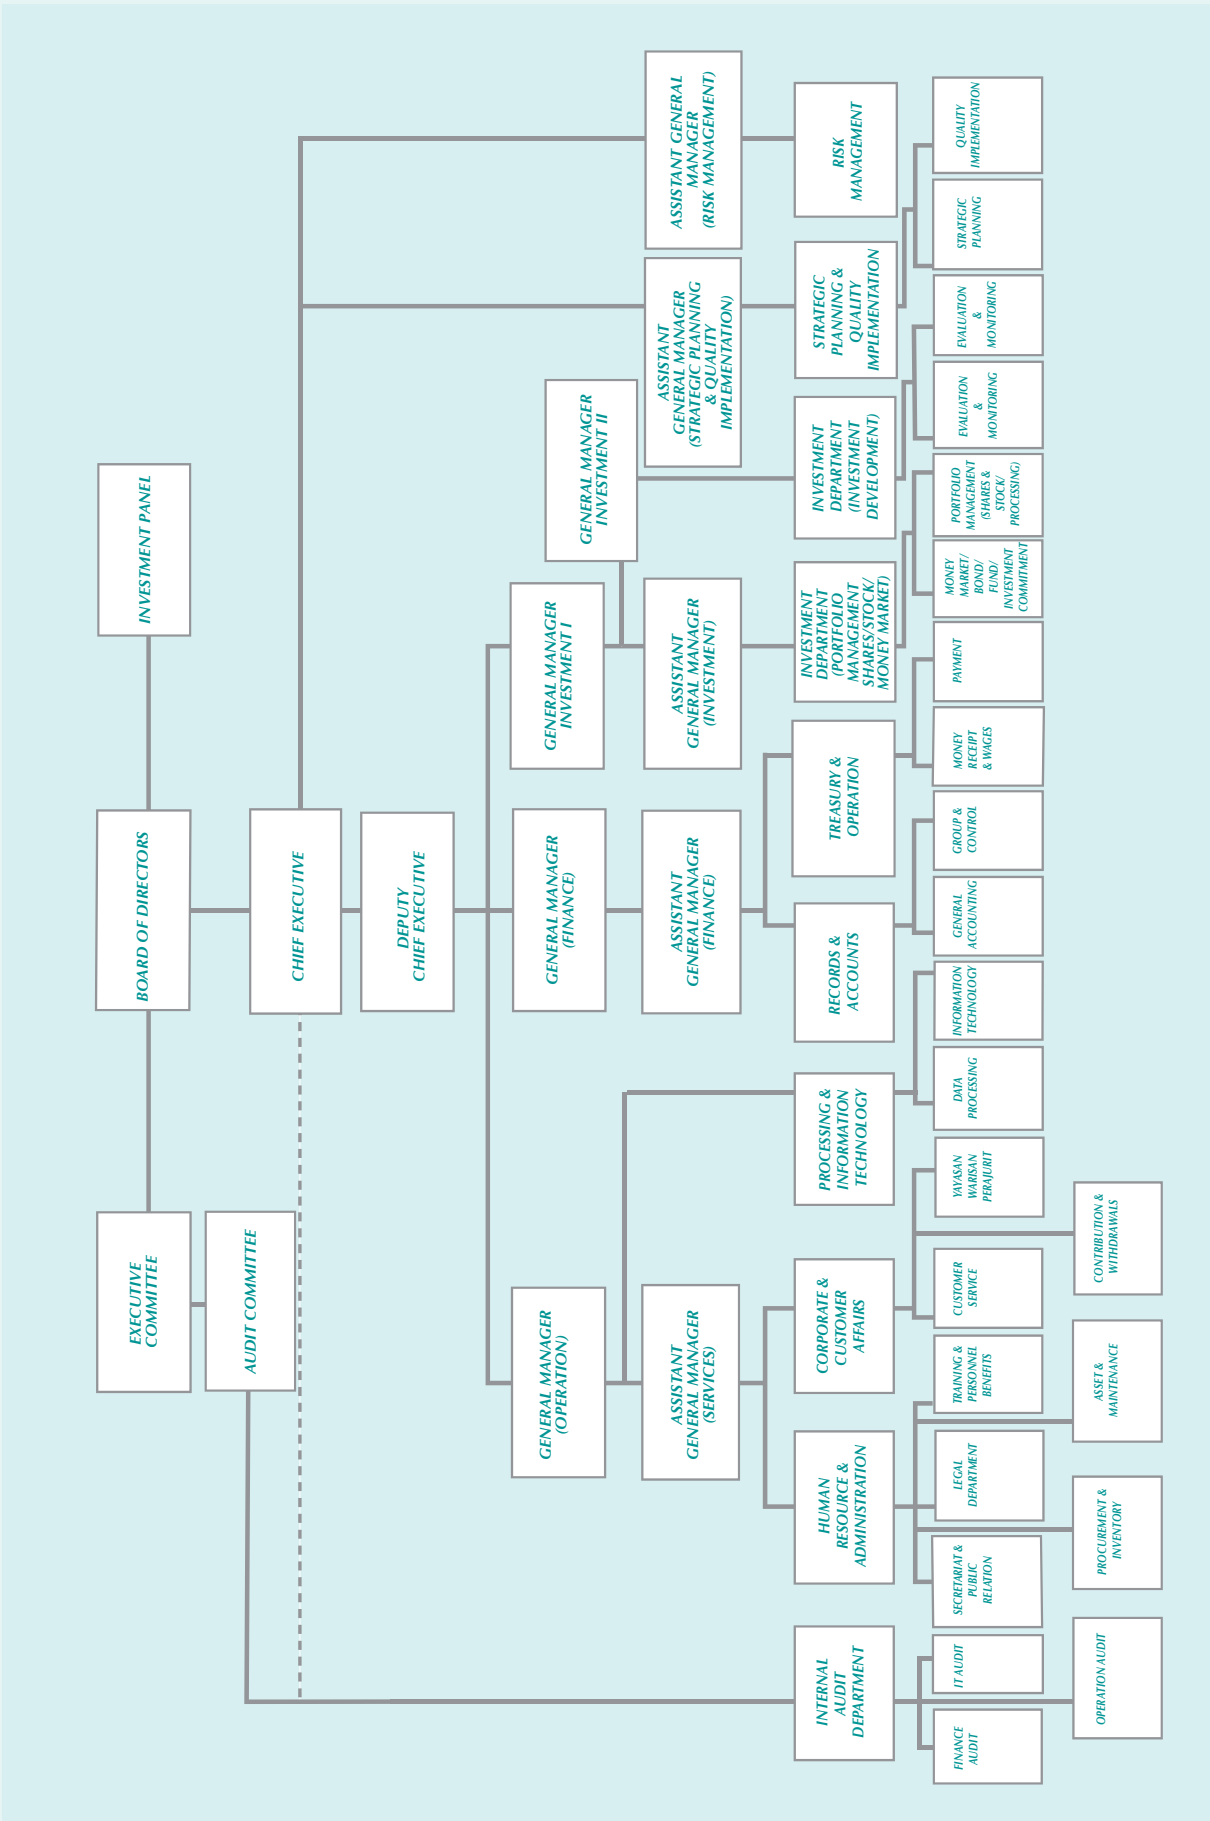 EXECUTIVE
COMMITTEE
BOARD OF DIRECTORS
INVESTMENT PANEL
AUDIT COMMITTEE
CHIEF EXECUTIVE
DEPUTY
CHIEF EXECUTIVE
GENERAL MANAGER
(OPERATION)
GENERAL MANAGER
(FINANCE)
GENERAL MANAGER
INVESTMENT I
GENERAL MANAGER
INVESTMENT II
ASSISTANT
GENERAL MANAGER
(SERVICES)
ASSISTANT
GENERAL MANAGER
(FINANCE)
ASSISTANT
GENERAL MANAGER
(INVESTMENT)
ASSISTANT
GENERAL MANAGER
(STRATEGIC PLANNING
& QUALITY
IMPLEMENTATION)
ASSISTANT GENERAL
MANAGER
(RISK MANAGEMENT)
INTERNAL
AUDIT
DEPARTMENT
HUMAN
RESOURCE &
ADMINISTRATION
CORPORATE &
CUSTOMER
AFFAIRS
PROCESSING &
INFORMATION
TECHNOLOGY
RECORDS &
ACCOUNTS
TREASURY &
OPERATION
INVESTMENT
DEPARTMENT
(PORTFOLIO
MANAGEMENT
SHARES/STOCK/
MONEY MARKET)
INVESTMENT
DEPARTMENT
(INVESTMENT
DEVELOPMENT)
STRATEGIC
PLANNING &
QUALITY
IMPLEMENTATION
RISK
MANAGEMENT
FINANCE
AUDIT
IT AUDIT
SECRETARIAT &
PUBLIC
RELATION
LEGAL
DEPARTMENT
TRAINING &
PERSONNEL
BENEFITS
CUSTOMER
SERVICE
YAYASAN
WARISAN
PERAJURIT
DATA
PROCESSING
INFORMATION
TECHNOLOGY
GENERAL
ACCOUNTING
GROUP &
CONTROL
MONEY
RECEIPT
& WAGES
PAYMENT
MONEY
MARKET/
BOND/
FUND/
INVESTMENT
COMMITMENT
PORTFOLIO
MANAGEMENT
(SHARES &
STOCK/
PROCESSING)
EVALUATION
&
MONITORING
EVALUATION
&
MONITORING
STRATEGIC
PLANNING
QUALITY
IMPLEMENTATION
OPERATION AUDIT
PROCUREMENT &
INVENTORY
ASSET &
MAINTENANCE
CONTRIBUTION &
WITHDRAWALS